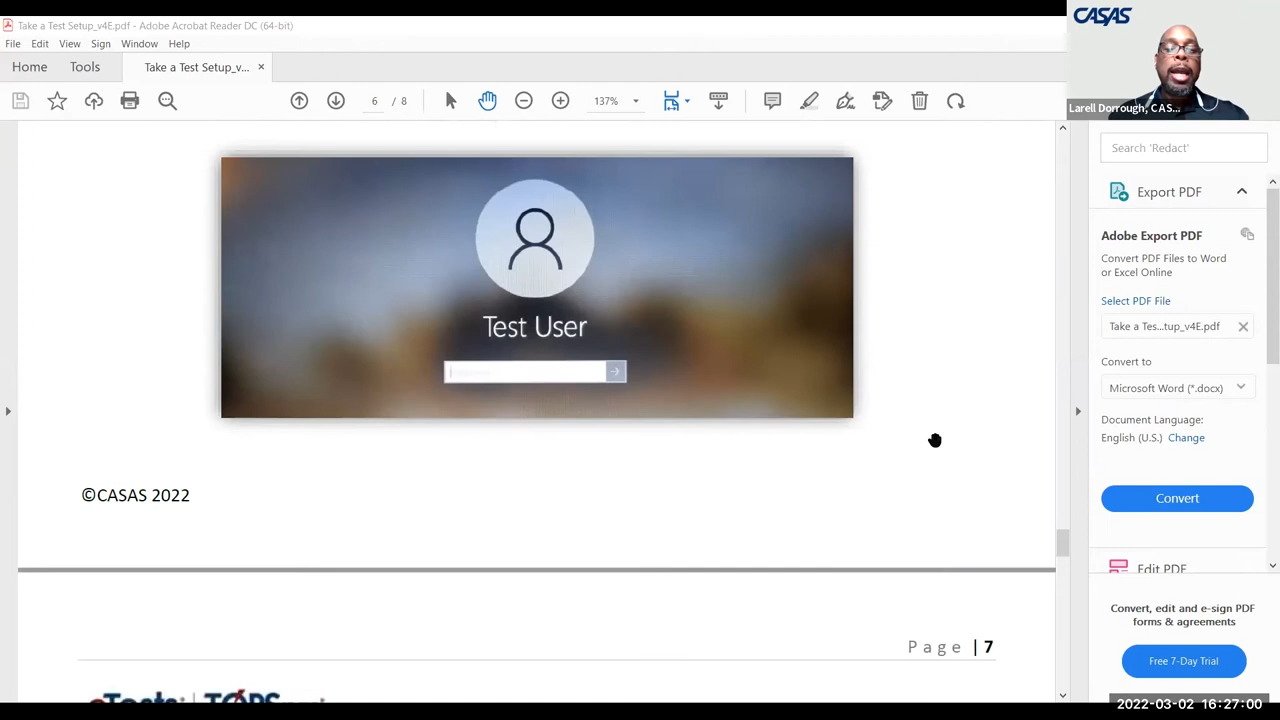 Take a Test Setup_v4E.pdf - Adobe Acrobat Reader DC (64-bit)
File Edit View Sign Window Help
Home Tools Take a Test Setup_v... ×
6 / 8 137%
CASAS
Larell Dorrough, CAS...
Test User
©CASAS 2022
Page | 7
eTests
Search 'Redact'
Export PDF
Adobe Export PDF
Convert PDF Files to Word
or Excel Online
Select PDF File
Take a Tes...tup_v4E.pdf
Convert to
Microsoft Word (*.docx)
Document Language:
English (U.S.) Change
Convert
Edit PDF
Convert, edit and e-sign PDF
forms & agreements
Free 7-Day Trial
2022-03-02 16:27:00